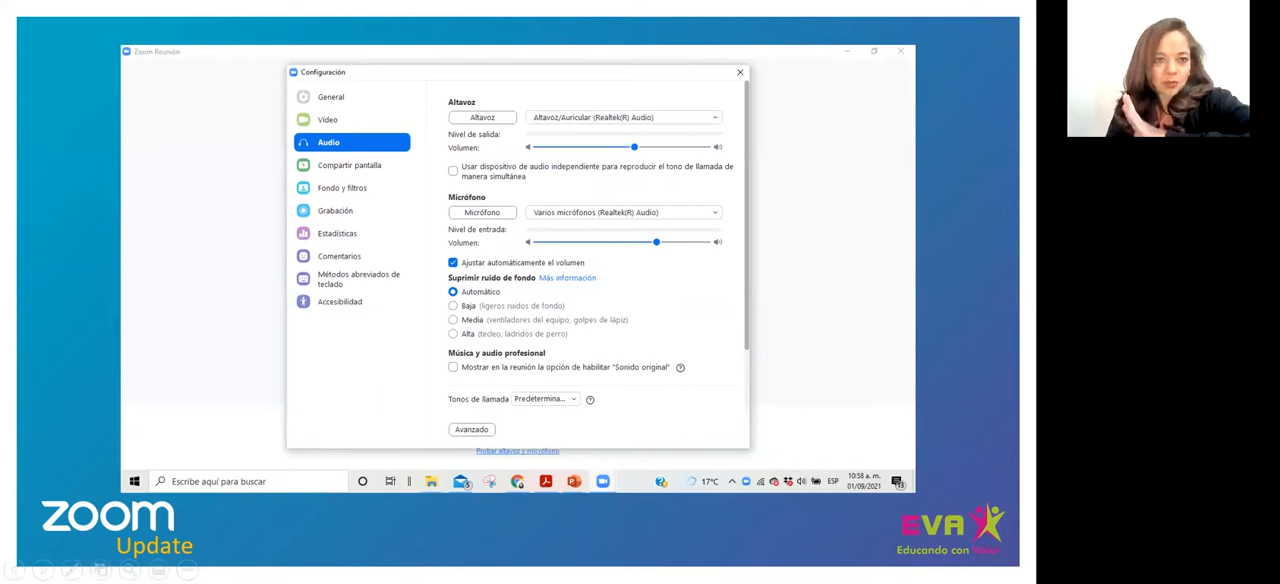 Zoom Reunión
Configuración
General
Vídeo
Audio
Compartir pantalla
Fondo y filtros
Grabación
Estadísticas
Comentarios
Métodos abreviados de
teclado
Accesibilidad
Altavoz
Altavoz
Altavoz/Auricular (Realtek(R) Audio)
Nivel de salida:
Volumen:
Usar dispositivo de audio independiente para reproducir el tono de llamada de
manera simultánea
Micrófono
Micrófono
Varios micrófonos (Realtek(R) Audio)
Nivel de entrada:
Volumen:
Ajustar automáticamente el volumen
Suprimir ruido de fondo Más información
Automático
Baja (ligeros ruidos de fondo)
Media (ventiladores del equipo, golpes de lápiz)
Alta (tecleo, ladridos de perro)
Música y audio profesional
Mostrar en la reunión la opción de habilitar "Sonido original"
Tonos de llamada Predetermina...
Avanzado
Probar altavoz y micrófono
Escribe aquí para buscar
17°C
ESP
10:58 a. m.
01/09/2021
zoom
Update
EVA
Educando con Valor